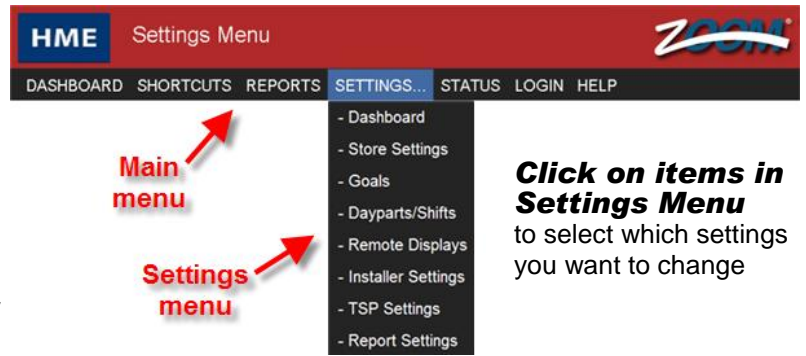 HME Settings Menu ZOOM
DASHBOARD SHORTCUTS REPORTS SETTINGS... STATUS LOGIN HELP
- Dashboard
- Store Settings
- Goals
- Dayparts/Shifts
- Remote Displays
- Installer Settings
- TSP Settings
- Report Settings
Main
menu
Settings
menu
Click on items in
Settings Menu
to select which settings
you want to change